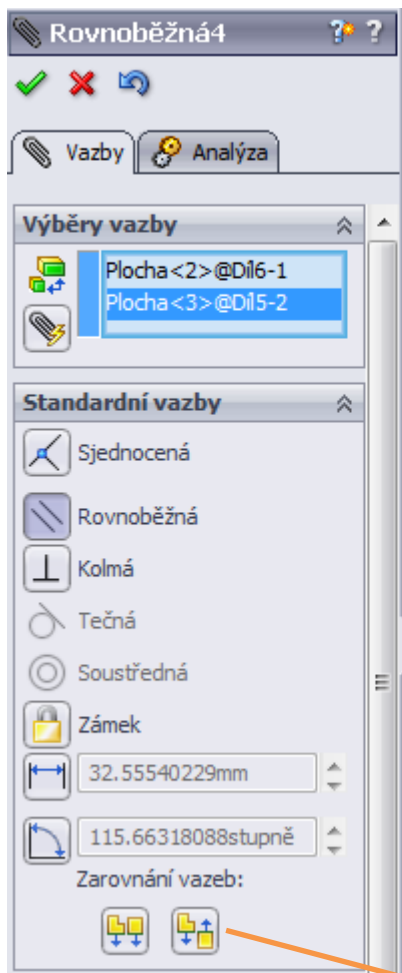 Rovnoběžná4
Vazby
Analýza
Výběry vazby
Plocha<2>@Díl6-1
Plocha<3>@Díl5-2
Standardní vazby
Sjednocená
Rovnoběžná
Kolmá
Tečná
Soustředná
Zámek
32.55540229mm
115.66318088stupně
Zarovnání vazeb: